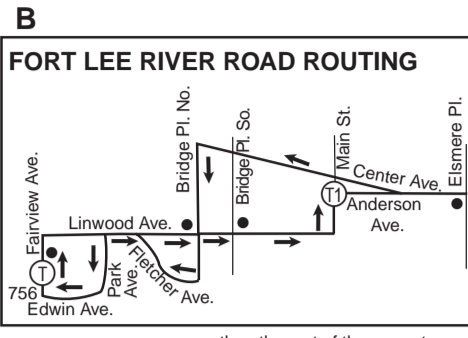 B
FORT LEE RIVER ROAD ROUTING
Bridge Pl. No.
Bridge Pl. So.
Main St.
Elsmere Pl.
Fairview Ave.
Center Ave.
T1
Anderson
Ave.
Linwood Ave.
T
Park
Ave.
Fletcher Ave.
756
Edwin Ave.